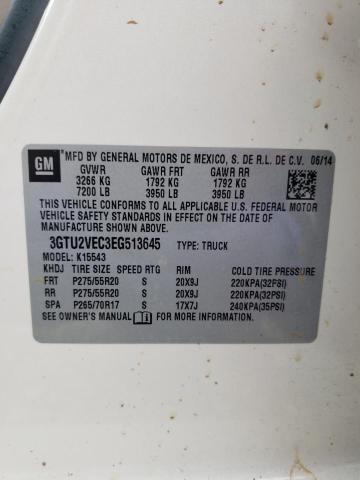 GM *MFD BY GENERAL MOTORS DE MEXICO, S. DE R.L. DE C.V. 06/14
GVWR GAWR FRT GAWR RR
3266 KG 1792 KG 1792 KG
7200 LB 3950 LB 3950 LB
THIS VEHICLE CONFORMS TO ALL APPLICABLE U.S. FEDERAL MOTOR
VEHICLE SAFETY AND THEFT PREVENTION STANDARDS IN EFFECT ON THE DATE OF
MANUFACTURE SHOWN ABOVE.
3GTU2VEC3EG513645 TYPE: TRUCK
MODEL: K15543
KHDJ TIRE SIZE SPEED RTG RIM COLD TIRE PRESSURE
FRT P275/55R20 S 20X9J 220KPA(32PSI)
RR P275/55R20 S 20X9J 220KPA(32PSI)
SPA P265/70R17 S 17X7J 240KPA(35PSI)
SEE OWNER'S MANUAL FOR ADDITIONAL INFORMATION.